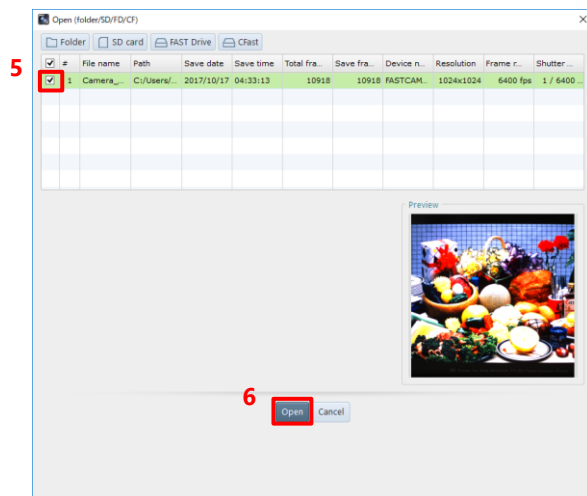 Open (folder/SD/FD/CF)
Folder SD card FAST Drive CFast
# File name Path Save date Save time Total fra... Save fra... Device n... Resolution Frame r... Shutter ...
5
1 Camera_... C:/Users/... 2017/10/17 04:33:13 10918 10918 FASTCAM... 1024x1024 6400 fps 1 / 6400 ...
Preview
6
Open Cancel